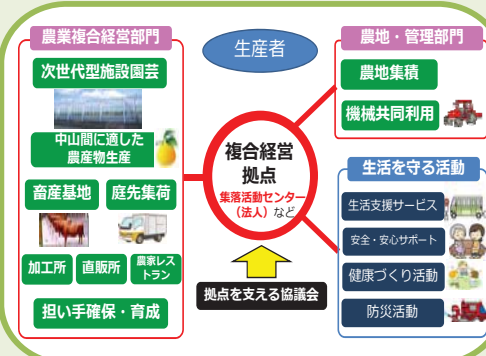 農業複合経営部門
次世代型施設園芸
中山間に適した
農産物生産
畜産基地
庭先集荷
加工所
直販所
農家レス
トラン
担い手確保・育成
生産者
複合経営
拠点
集落活動センター
（法人）など
拠点を支える協議会
農地・管理部門
農地集積
機械共同利用
生活を守る活動
生活支援サービス
安全・安心サポート
健康づくり活動
防災活動